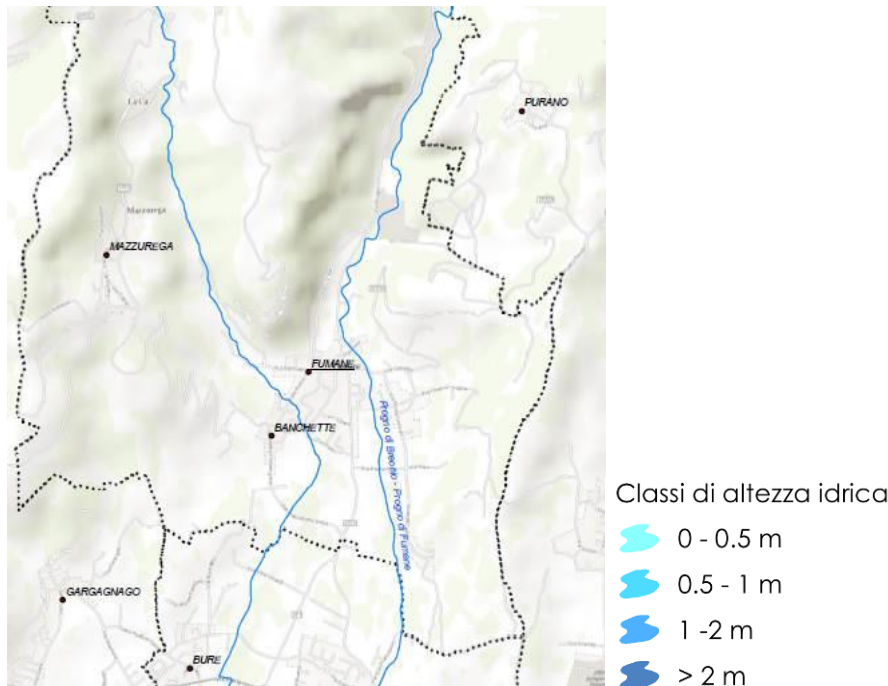 PURANO
MAZZUREGA
FUMANE
BANCHETTE
Progno di Breonio - Progno di Fumane
GARGAGNAGO
BURE
Classi di altezza idrica
0 - 0.5 m
0.5 - 1 m
1 -2 m
> 2 m